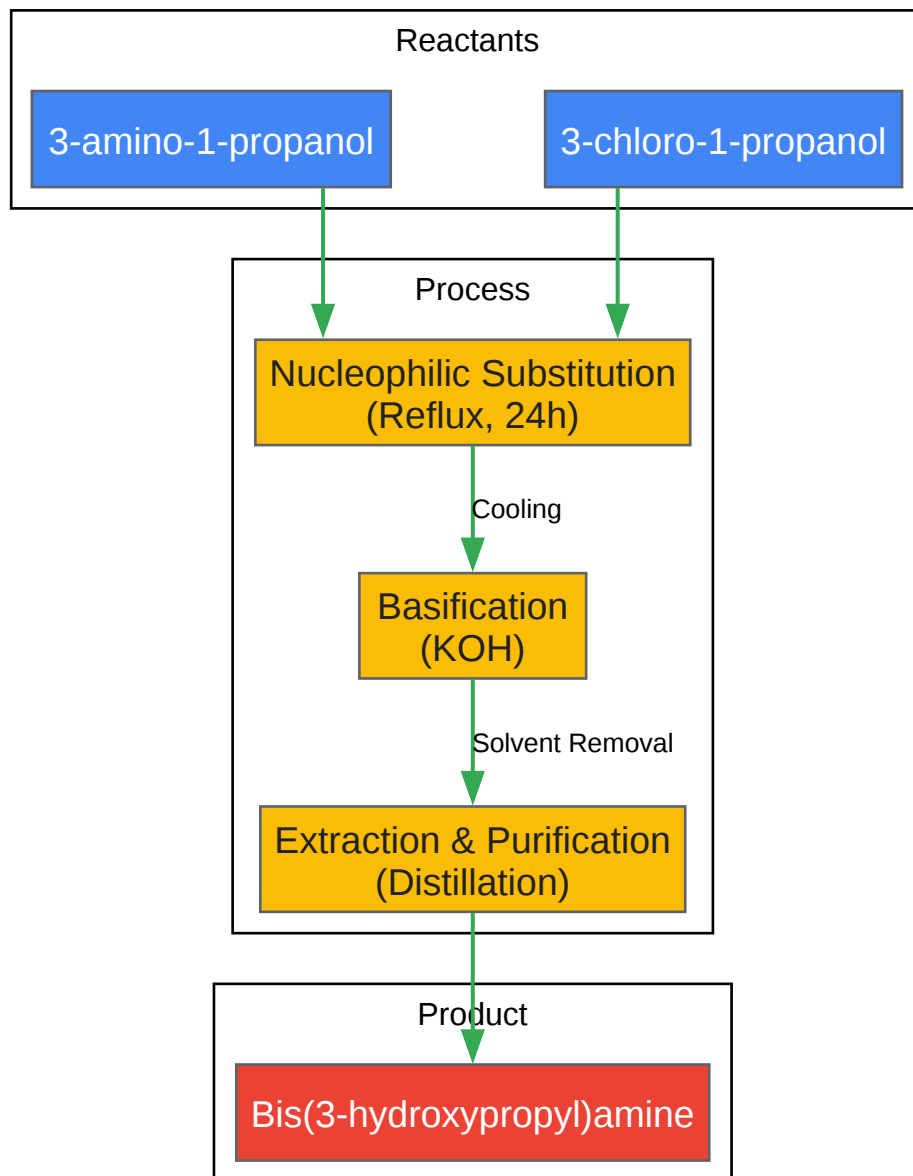 Reactants
3-amino-1-propanol
3-chloro-1-propanol
Process
Nucleophilic Substitution
(Reflux, 24h)
Cooling
Basification
(KOH)
Solvent Removal
Extraction & Purification
(Distillation)
Product
Bis(3-hydroxypropyl)amine